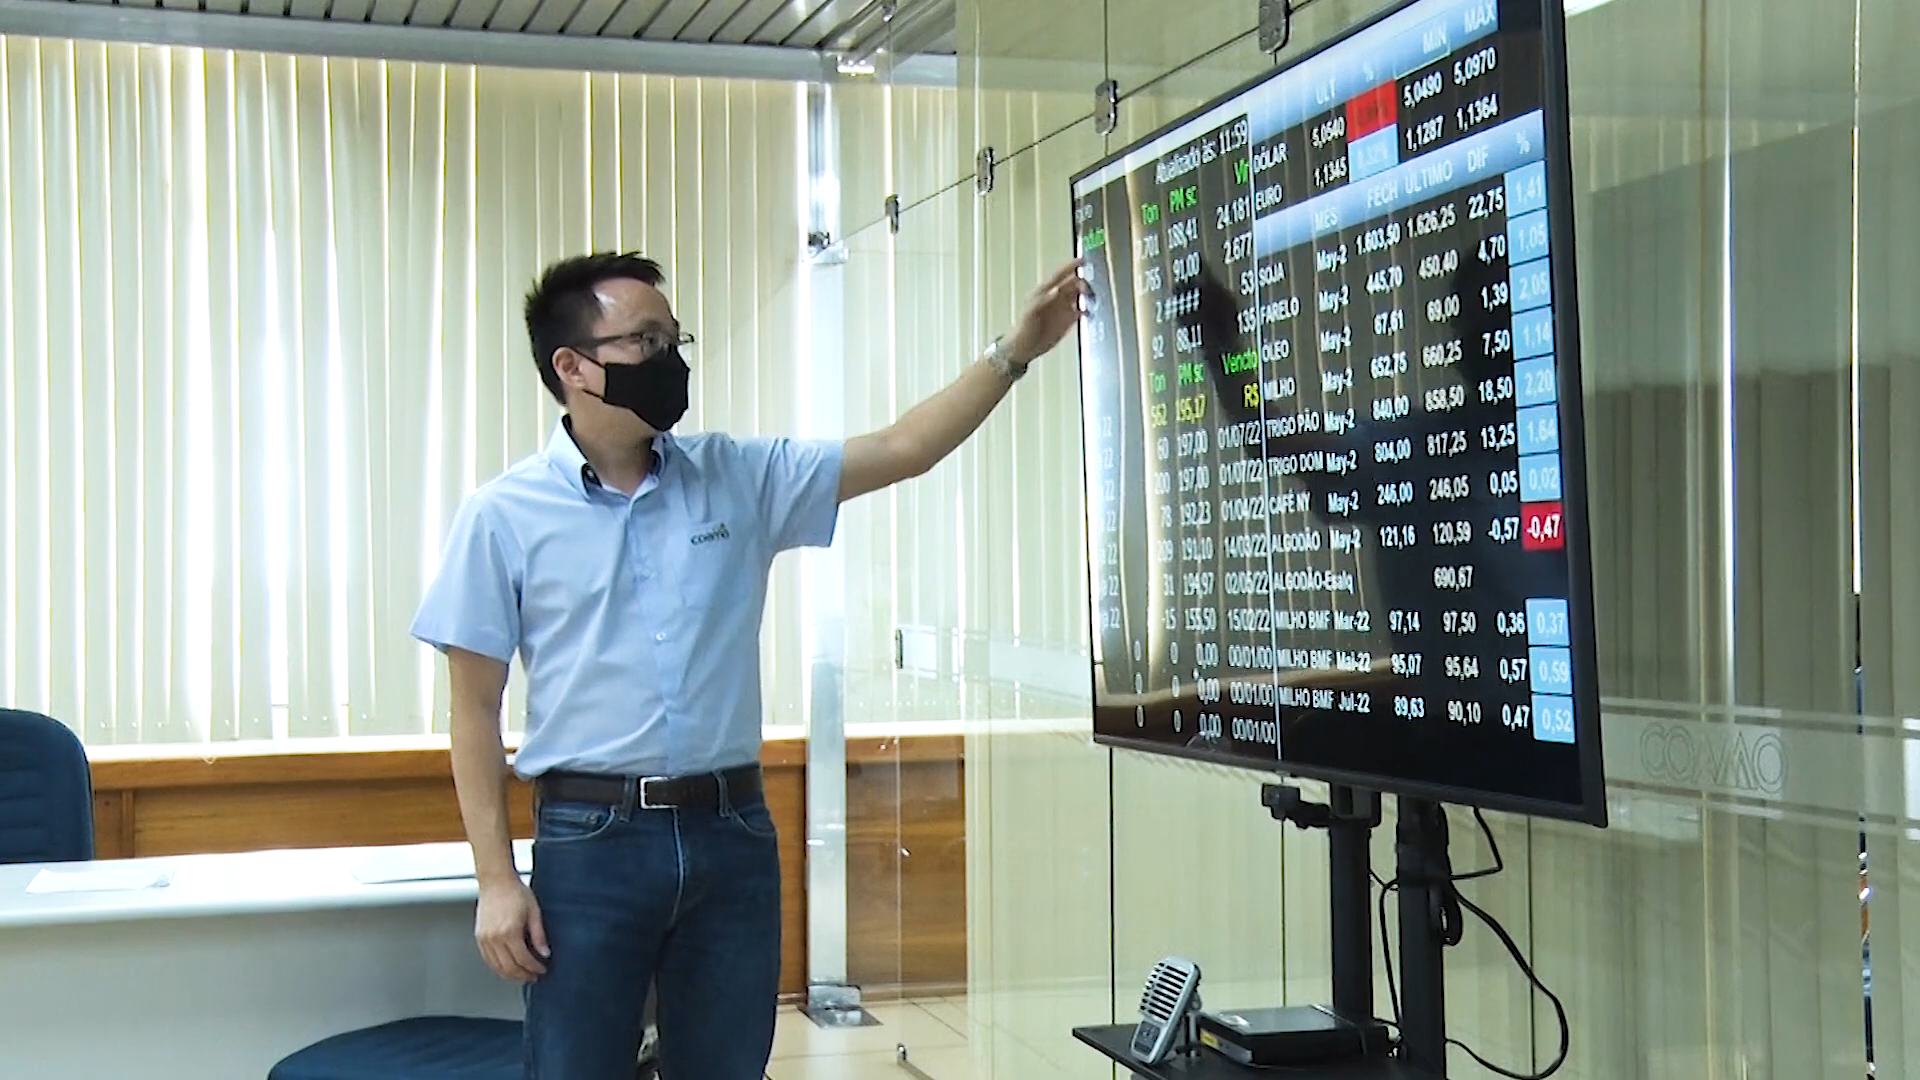 Atualizado às: 11:59
Ton PM sc Vlr
188,41 24.181
91,00 2.677
2 ##### 53
92 88,11 135
Ton PM sc Vencto
562 195,17 R$
22 60 197,00 01/07/22
22 200 197,00 01/07/22
78 192,23 01/04/22
22 209 191,10 14/03/22
22 31 194,97 02/05/22
22 -15 155,50 15/02/22
0 0 0,00 00/01/00
0 0 0,00 00/01/00
0 0 0,00 00/01/00
ULT % MIN MAX
DÓLAR 5,0540 5,0490 5,0970
EURO 1,1345 1,1287 1,1364
MES FECH ÚLTIMO DIF %
SOJA May-2 1.603,50 1.626,25 22,75 1,41
FARELO May-2 445,70 450,40 4,70 1,05
ÓLEO May-2 67,61 69,00 1,39 2,05
MILHO May-2 652,75 660,25 7,50 1,14
TRIGO PÃO May-2 840,00 858,50 18,50 2,20
TRIGO DOM May-2 804,00 817,25 13,25 1,64
CAFÉ NY May-2 246,00 246,05 0,05 0,02
ALGODÃO May-2 121,16 120,59 -0,57 -0,47
ALGODÃO-Esalq 690,67
MILHO BMF Mar-22 97,14 97,50 0,36 0,37
MILHO BMF Mai-22 95,07 95,64 0,57 0,59
MILHO BMF Jul-22 89,63 90,10 0,47 0,52
coamo
COAMO